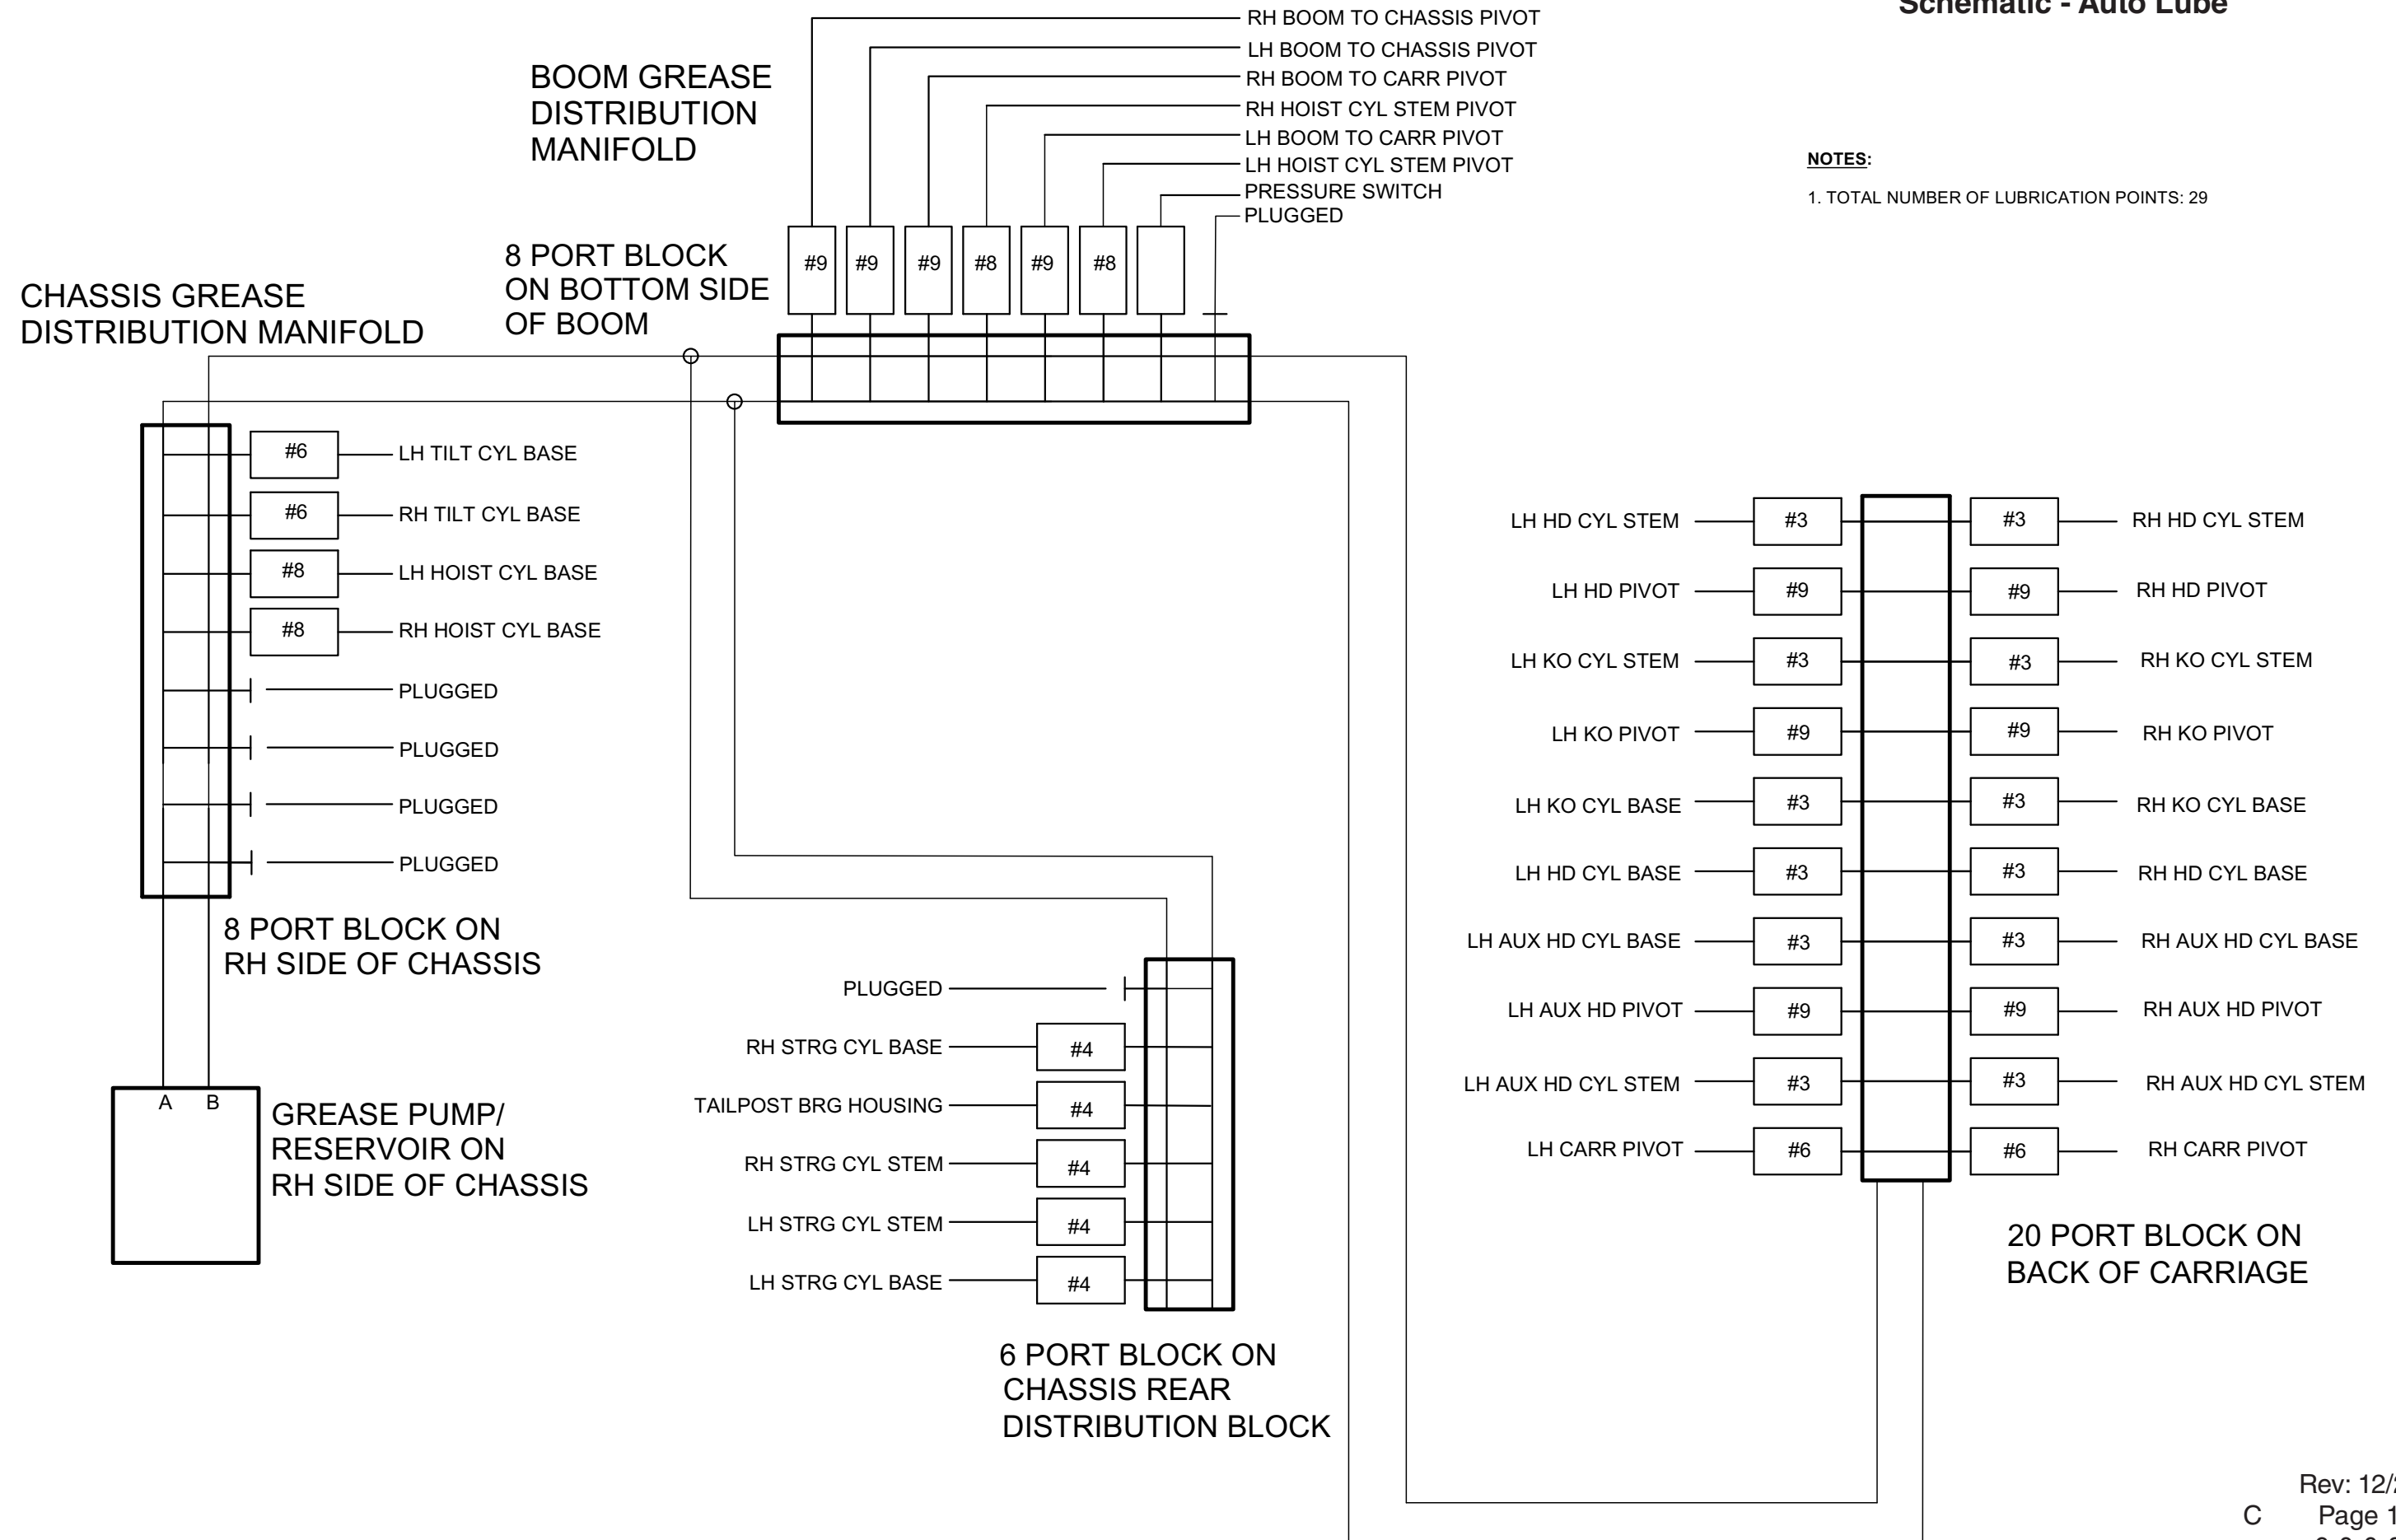 Schematic - Auto Lube
RH BOOM TO CHASSIS PIVOT
LH BOOM TO CHASSIS PIVOT
RH BOOM TO CARR PIVOT
RH HOIST CYL STEM PIVOT
LH BOOM TO CARR PIVOT
LH HOIST CYL STEM PIVOT
PRESSURE SWITCH
PLUGGED
BOOM GREASE
DISTRIBUTION
MANIFOLD
NOTES:
1. TOTAL NUMBER OF LUBRICATION POINTS: 29
8 PORT BLOCK
ON BOTTOM SIDE
OF BOOM
#9 #9 #9 #8 #9 #8
CHASSIS GREASE
DISTRIBUTION MANIFOLD
#6 LH TILT CYL BASE
#6 RH TILT CYL BASE
#8 LH HOIST CYL BASE
#8 RH HOIST CYL BASE
PLUGGED
PLUGGED
PLUGGED
PLUGGED
8 PORT BLOCK ON
RH SIDE OF CHASSIS
A B
GREASE PUMP/
RESERVOIR ON
RH SIDE OF CHASSIS
PLUGGED
RH STRG CYL BASE #4
TAILPOST BRG HOUSING #4
RH STRG CYL STEM #4
LH STRG CYL STEM #4
LH STRG CYL BASE #4
6 PORT BLOCK ON
CHASSIS REAR
DISTRIBUTION BLOCK
LH HD CYL STEM #3 #3 RH HD CYL STEM
LH HD PIVOT #9 #9 RH HD PIVOT
LH KO CYL STEM #3 #3 RH KO CYL STEM
LH KO PIVOT #9 #9 RH KO PIVOT
LH KO CYL BASE #3 #3 RH KO CYL BASE
LH HD CYL BASE #3 #3 RH HD CYL BASE
LH AUX HD CYL BASE #3 #3 RH AUX HD CYL BASE
LH AUX HD PIVOT #9 #9 RH AUX HD PIVOT
LH AUX HD CYL STEM #3 #3 RH AUX HD CYL STEM
LH CARR PIVOT #6 #6 RH CARR PIVOT
20 PORT BLOCK ON
BACK OF CARRIAGE
Rev: 12/
C Page 1